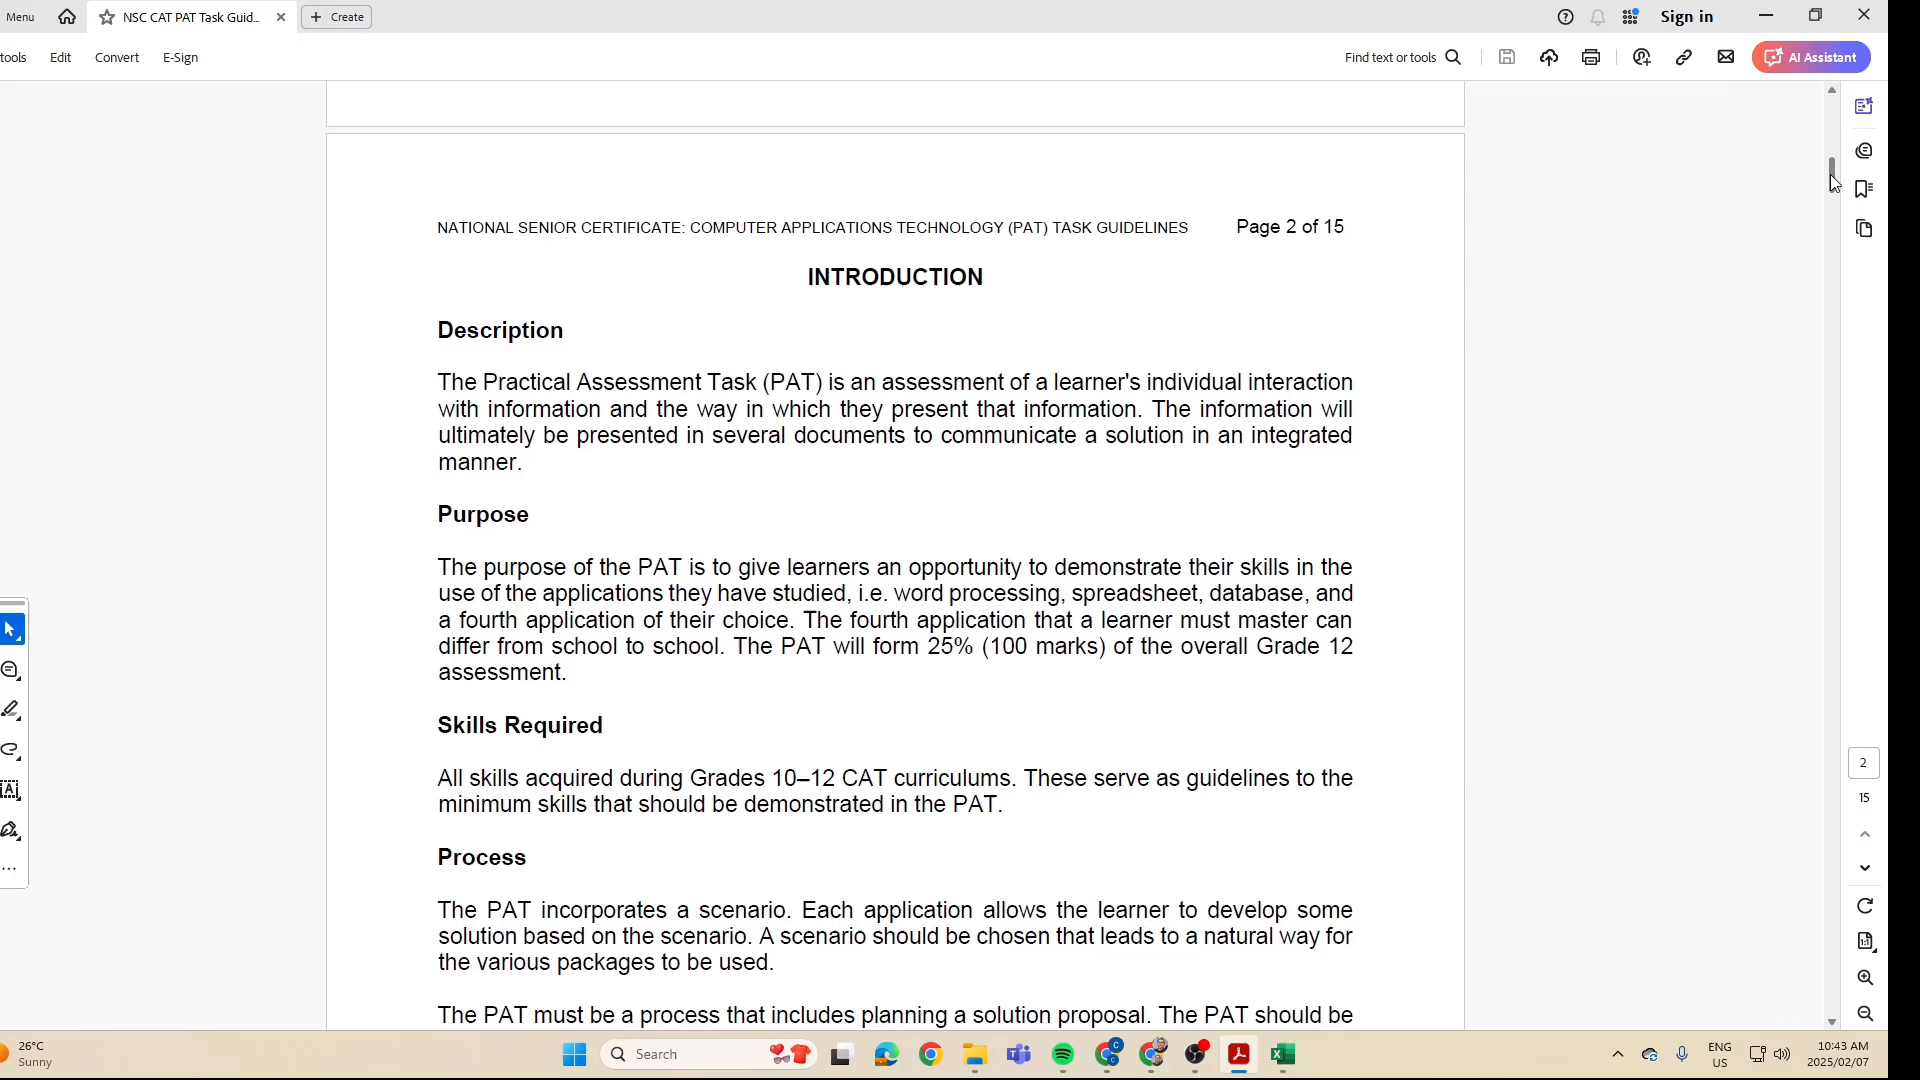 Menu
NSC CAT PAT Task Guid...
Create
Sign in
tools Edit Convert E-Sign
Find text or tools
AI Assistant
NATIONAL SENIOR CERTIFICATE: COMPUTER APPLICATIONS TECHNOLOGY (PAT) TASK GUIDELINES Page 2 of 15
INTRODUCTION
Description
The Practical Assessment Task (PAT) is an assessment of a learner's individual interaction
with information and the way in which they present that information. The information will
ultimately be presented in several documents to communicate a solution in an integrated
manner.
Purpose
The purpose of the PAT is to give learners an opportunity to demonstrate their skills in the
use of the applications they have studied, i.e. word processing, spreadsheet, database, and
a fourth application of their choice. The fourth application that a learner must master can
differ from school to school. The PAT will form 25% (100 marks) of the overall Grade 12
assessment.
Skills Required
All skills acquired during Grades 10–12 CAT curriculums. These serve as guidelines to the
minimum skills that should be demonstrated in the PAT.
Process
The PAT incorporates a scenario. Each application allows the learner to develop some
solution based on the scenario. A scenario should be chosen that leads to a natural way for
the various packages to be used.
The PAT must be a process that includes planning a solution proposal. The PAT should be
2
15
26°C
Sunny
Search
ENG
US
10:43 AM
2025/02/07